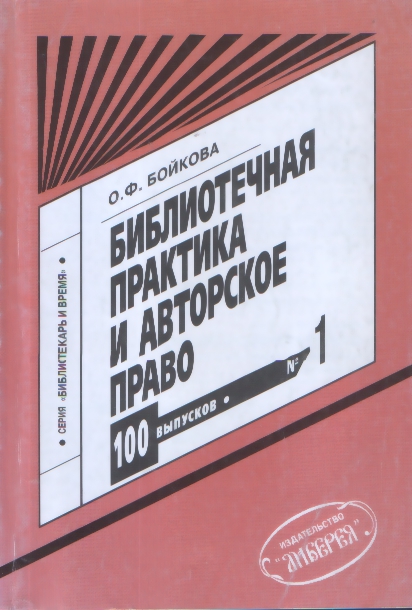 О.Ф. БОЙКОВА
БИБЛИОТЕЧНАЯ
ПРАКТИКА
И АВТОРСКОЕ
ПРАВО
100 ВЫПУСКОВ • № 1
• СЕРИЯ «БИБЛИОТЕКАРЬ И ВРЕМЯ» •
ИЗДАТЕЛЬСТВО
"ЛИБЕРЕЯ"